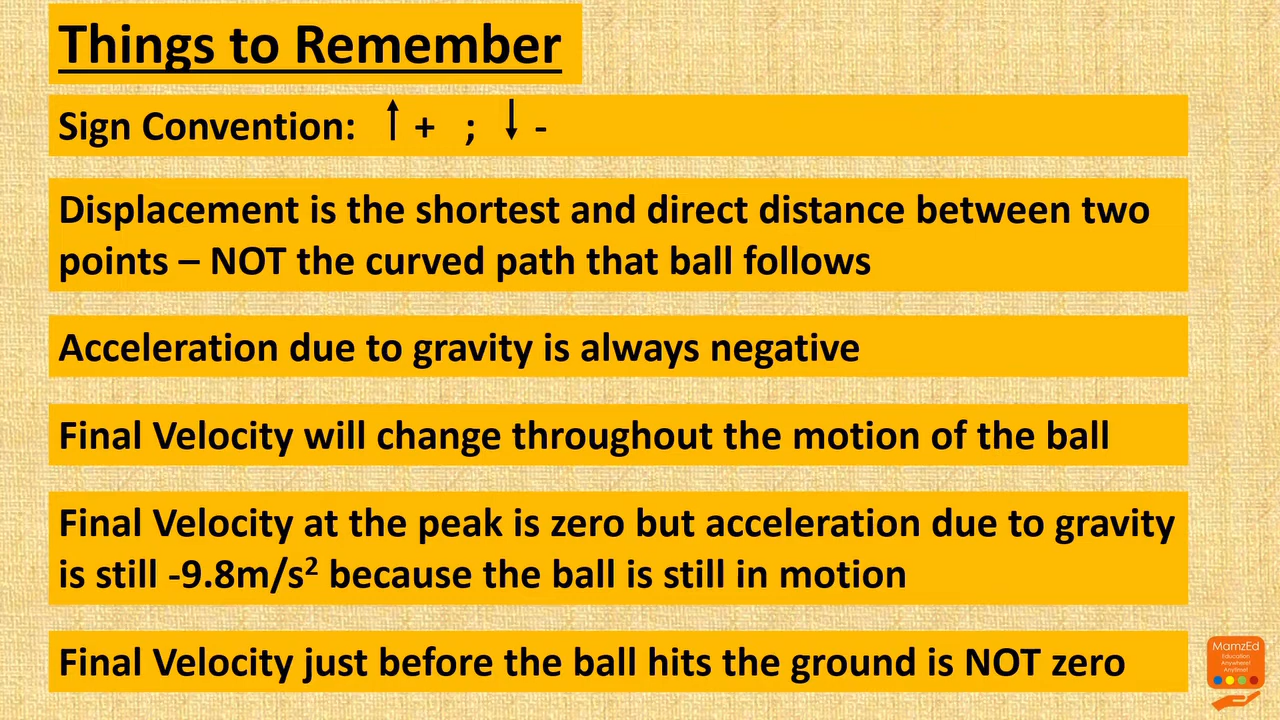 Things to Remember
Sign Convention: ↑ + ; ↓ -
Displacement is the shortest and direct distance between two
points – NOT the curved path that ball follows
Acceleration due to gravity is always negative
Final Velocity will change throughout the motion of the ball
Final Velocity at the peak is zero but acceleration due to gravity
is still -9.8m/s² because the ball is still in motion
Final Velocity just before the ball hits the ground is NOT zero
MamzEd
Education
Anywhere!
Anytime!